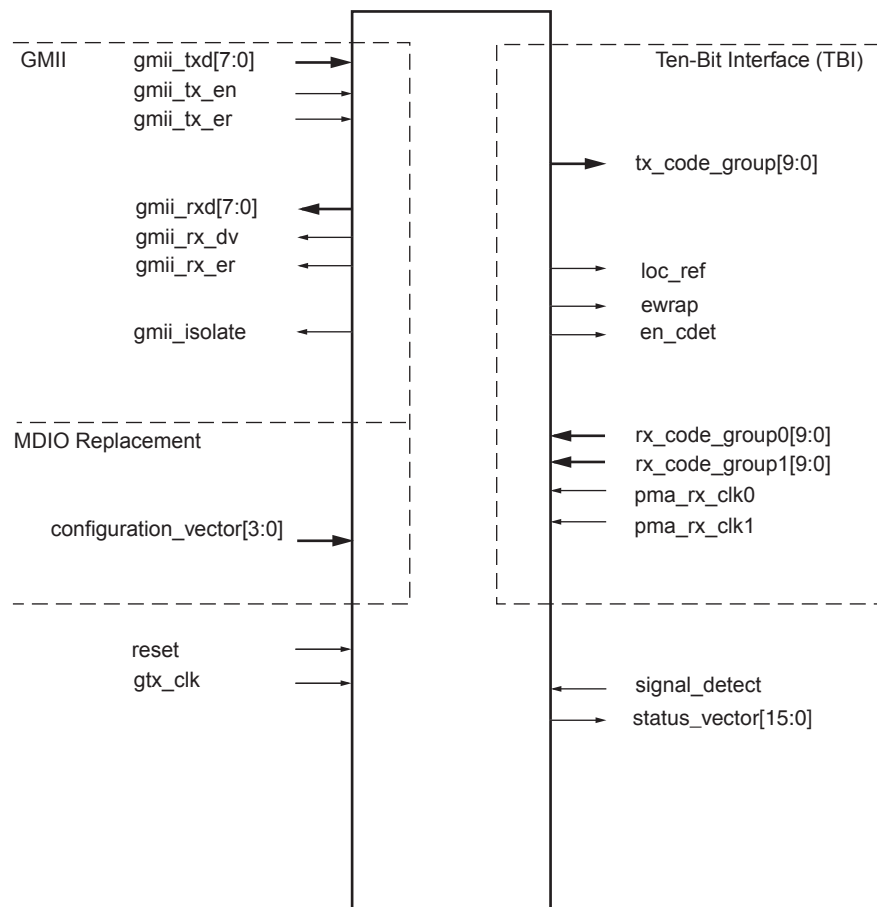 GMII
gmii_txd[7:0]
gmii_tx_en
gmii_tx_er
gmii_rxd[7:0]
gmii_rx_dv
gmii_rx_er
gmii_isolate
MDIO Replacement
configuration_vector[3:0]
reset
gtx_clk
Ten-Bit Interface (TBI)
tx_code_group[9:0]
loc_ref
ewrap
en_cdet
rx_code_group0[9:0]
rx_code_group1[9:0]
pma_rx_clk0
pma_rx_clk1
signal_detect
status_vector[15:0]